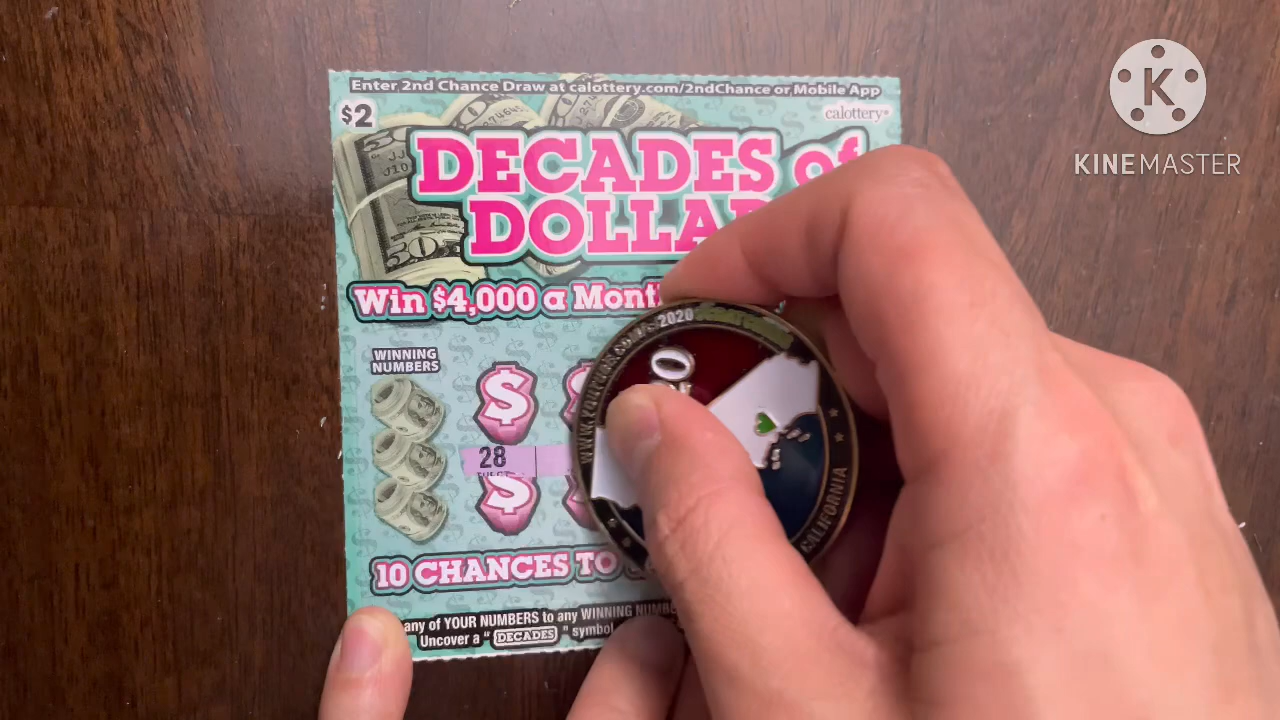 Enter 2nd Chance Draw at calottery.com/2ndChance or Mobile App
$2
calottery
DECADES of
DOLLA
Win $4,000 a Mont
WINNING
NUMBERS
28
10 CHANCES TO
any of YOUR NUMBERS to any WINNING NUMB
Uncover a "DECADES" symbol
2020
CALIFORNIA
K
KINEMASTER